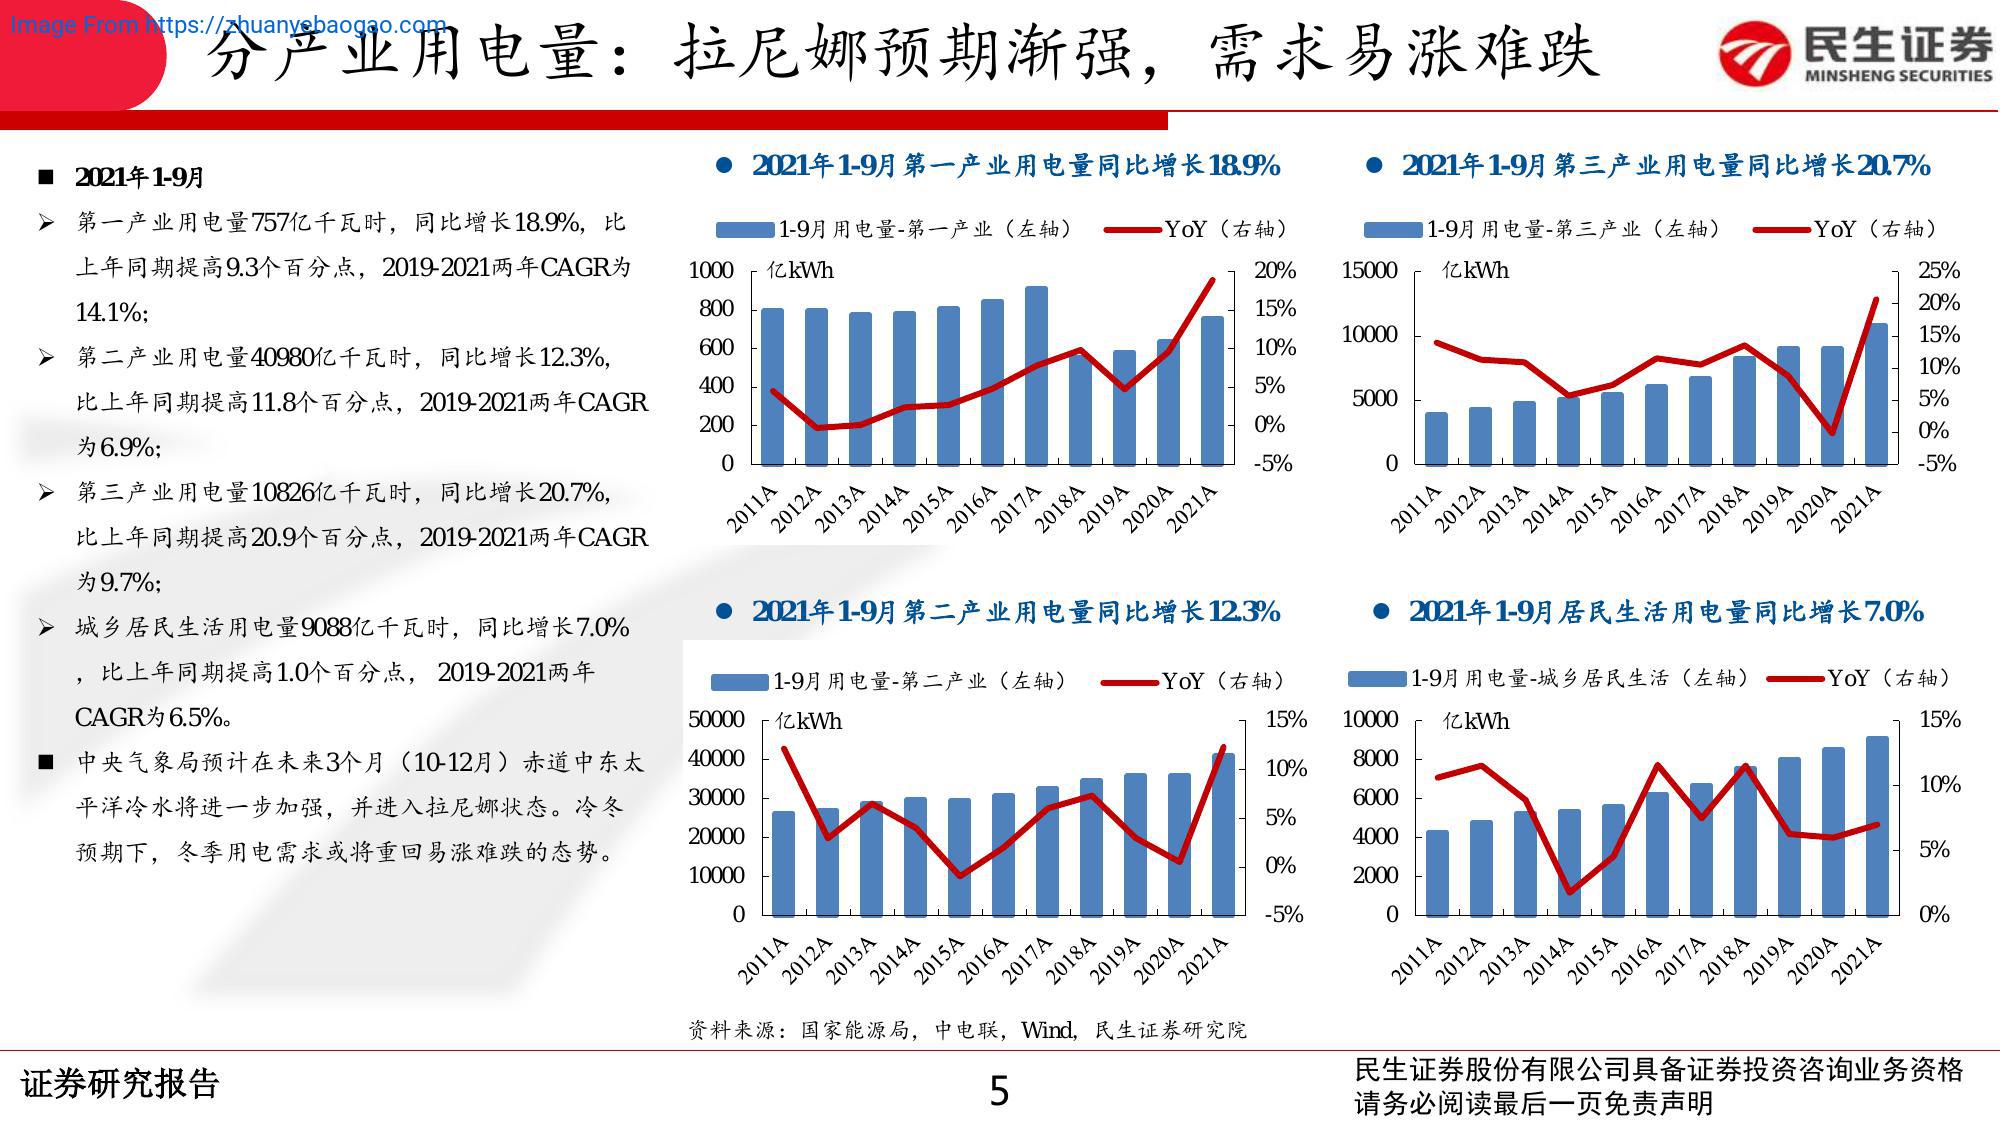 Image From https://zhuanyebaogao.com
分产业用电量：拉尼娜预期渐强，需求易涨难跌
民生证券
MINSHENG SECURITIES
■ 2021年1-9月
➢ 第一产业用电量757亿千瓦时，同比增长18.9%，比
上年同期提高9.3个百分点，2019-2021两年CAGR为
14.1%；
➢ 第二产业用电量40980亿千瓦时，同比增长12.3%，
比上年同期提高11.8个百分点，2019-2021两年CAGR
为6.9%；
➢ 第三产业用电量10826亿千瓦时，同比增长20.7%，
比上年同期提高20.9个百分点，2019-2021两年CAGR
为9.7%；
➢ 城乡居民生活用电量9088亿千瓦时，同比增长7.0%
，比上年同期提高1.0个百分点， 2019-2021两年
CAGR为6.5%。
■ 中央气象局预计在未来3个月（10-12月）赤道中东太
平洋冷水将进一步加强，并进入拉尼娜状态。冷冬
预期下，冬季用电需求或将重回易涨难跌的态势。
● 2021年1-9月第一产业用电量同比增长18.9%
1-9月用电量-第一产业（左轴） YoY（右轴）
亿kWh
1000
800
600
400
200
0
20%
15%
10%
5%
0%
-5%
2011A 2012A 2013A 2014A 2015A 2016A 2017A 2018A 2019A 2020A 2021A
● 2021年1-9月第三产业用电量同比增长20.7%
1-9月用电量-第三产业（左轴） YoY（右轴）
亿kWh
15000
10000
5000
0
25%
20%
15%
10%
5%
0%
-5%
2011A 2012A 2013A 2014A 2015A 2016A 2017A 2018A 2019A 2020A 2021A
● 2021年1-9月第二产业用电量同比增长12.3%
1-9月用电量-第二产业（左轴） YoY（右轴）
亿kWh
50000
40000
30000
20000
10000
0
15%
10%
5%
0%
-5%
2011A 2012A 2013A 2014A 2015A 2016A 2017A 2018A 2019A 2020A 2021A
● 2021年1-9月居民生活用电量同比增长7.0%
1-9月用电量-城乡居民生活（左轴） YoY（右轴）
亿kWh
10000
8000
6000
4000
2000
0
15%
10%
5%
0%
2011A 2012A 2013A 2014A 2015A 2016A 2017A 2018A 2019A 2020A 2021A
资料来源：国家能源局，中电联，Wind，民生证券研究院
证券研究报告
5
民生证券股份有限公司具备证券投资咨询业务资格
请务必阅读最后一页免责声明